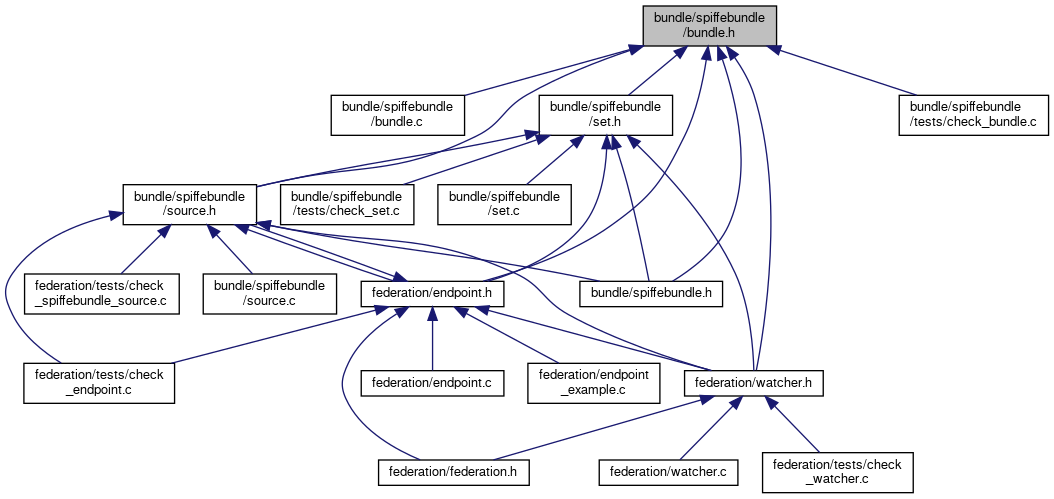 bundle/spiffebundle
/bundle.h
bundle/spiffebundle
/bundle.c
bundle/spiffebundle
/set.h
bundle/spiffebundle
/tests/check_bundle.c
bundle/spiffebundle
/source.h
bundle/spiffebundle
/tests/check_set.c
bundle/spiffebundle
/set.c
federation/tests/check
_spiffebundle_source.c
bundle/spiffebundle
/source.c
federation/endpoint.h
bundle/spiffebundle.h
federation/tests/check
_endpoint.c
federation/endpoint.c
federation/endpoint
_example.c
federation/watcher.h
federation/federation.h
federation/watcher.c
federation/tests/check
_watcher.c